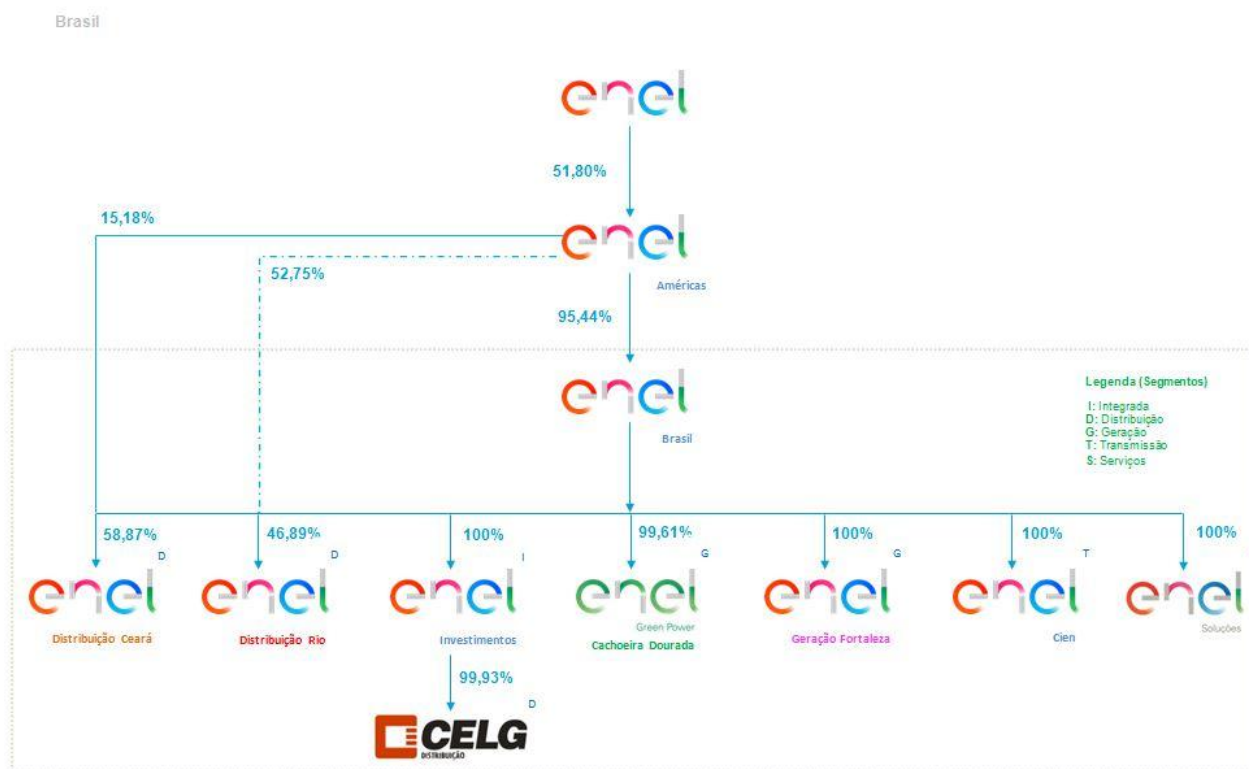 Brasil
enel
51,80%
15,18%
enel
52,75%
Américas
95,44%
enel
Brasil
Legenda (Segmentos)
I: Integrada
D: Distribuição
G: Geração
T: Transmissão
S: Serviços
58,87% 46,89% 100% 99,61% 100% 100% 100%
D D I G G T
enel enel enel enel enel enel enel
Green Power
Soluções
Distribuição Ceará Distribuição Rio Investimentos Cachoeira Dourada Geração Fortaleza Cien
99,93%
D
CELG
DISTRIBUIÇÃO